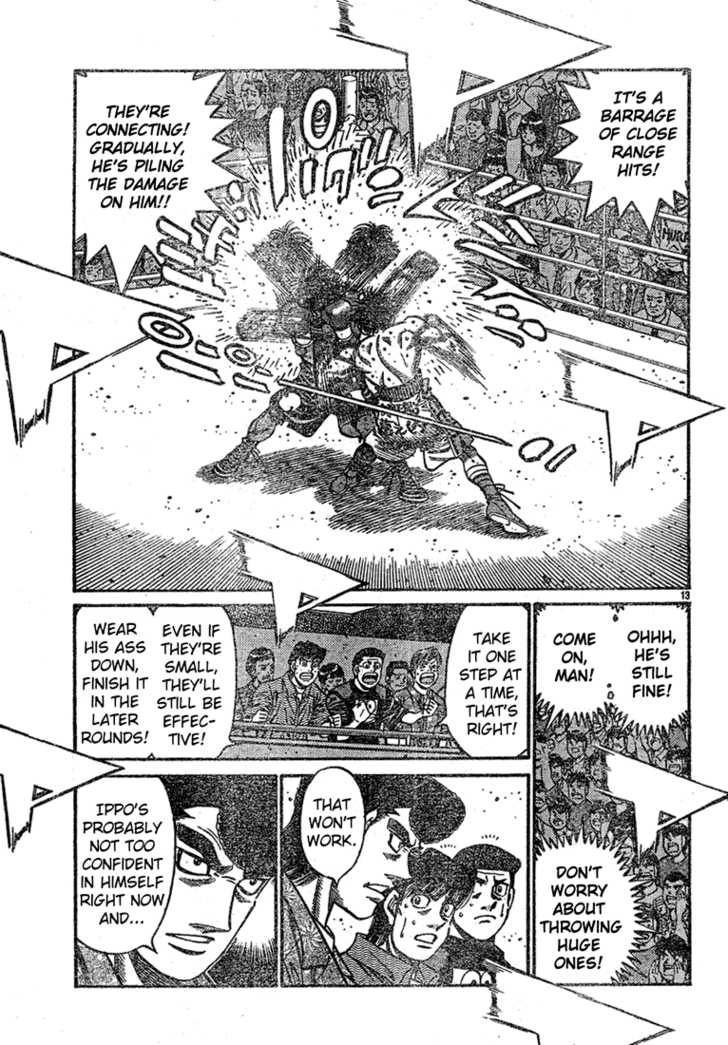 IT'S A
BARRAGE
OF CLOSE
RANGE
HITS!
THEY'RE
CONNECTING!
GRADUALLY,
HE'S PILING
THE DAMAGE
ON HIM!!
13
OHHH,
HE'S
STILL
FINE!
COME
ON,
MAN!
DON'T
WORRY
ABOUT
THROWING
HUGE
ONES!
TAKE
IT ONE
STEP AT
A TIME,
THAT'S
RIGHT!
EVEN IF
THEY'RE
SMALL,
THEY'LL
STILL BE
EFFEC-
TIVE!
WEAR
HIS ASS
DOWN,
FINISH IT
IN THE
LATER
ROUNDS!
THAT
WON'T
WORK.
IPPO'S
PROBABLY
NOT TOO
CONFIDENT
IN HIMSELF
RIGHT NOW
AND...